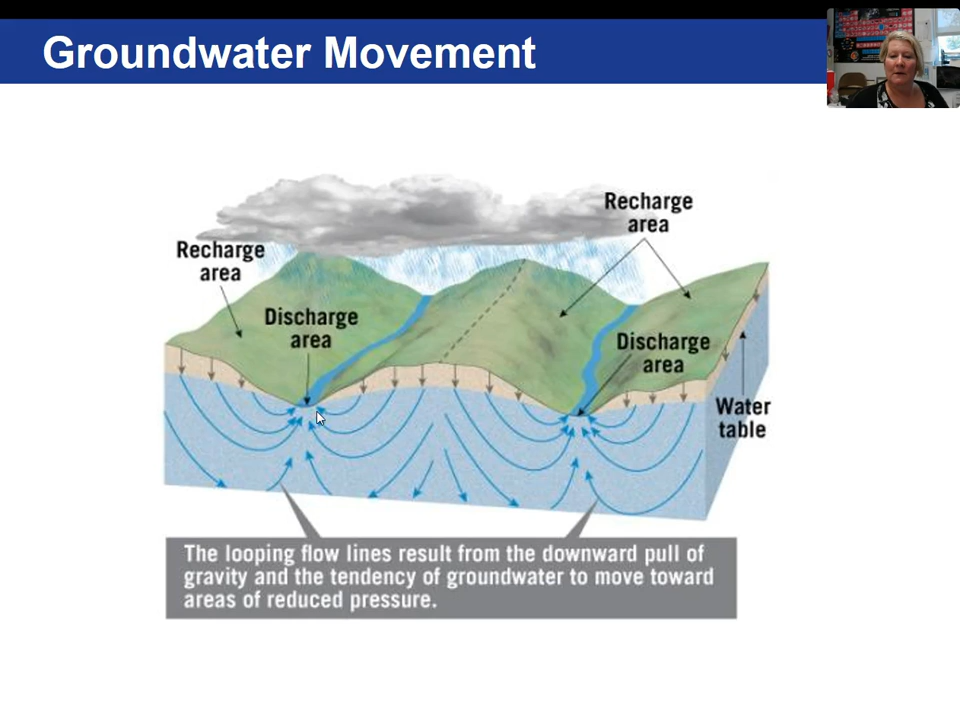 Groundwater Movement
Recharge
area
Recharge
area
Discharge
area
Discharge
area
Water
table
The looping flow lines result from the downward pull of
gravity and the tendency of groundwater to move toward
areas of reduced pressure.